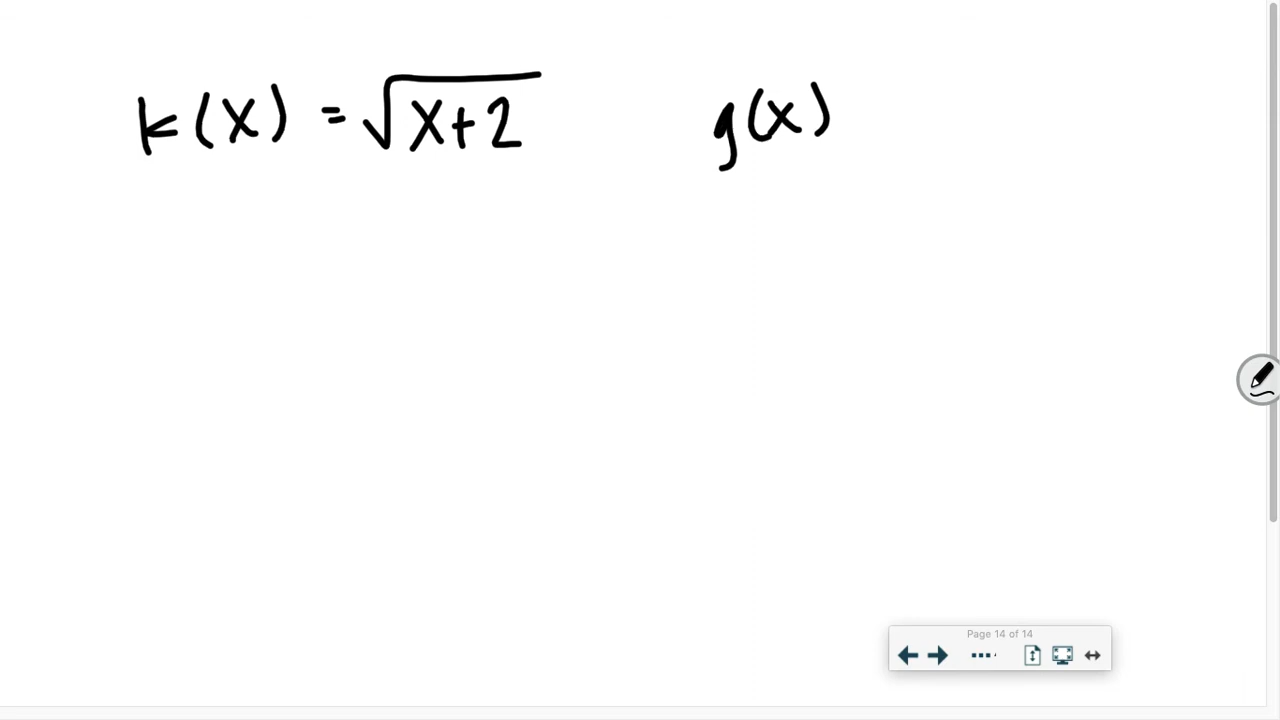 k(x) = √x+2 g(x)
Page 14 of 14